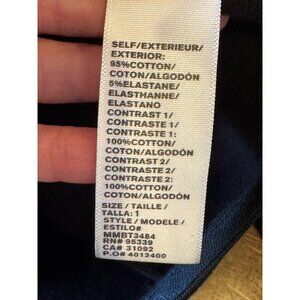 SELF/EXTERIEUR/
EXTERIOR:
95%COTTON/
COTON/ALGODÓN
5%ELASTANE/
ELASTHANNE/
ELASTANO
CONTRAST 1/
CONTRASTE 1/
CONTRASTE 1:
100%COTTON/
COTON/ALGODÓN
CONTRAST 2/
CONTRASTE 2/
CONTRASTE 2:
100%COTTON/
COTON/ALGODÓN
SIZE / TAILLE /
TALLA: 1
STYLE / MODELE /
ESTILO#
MMBT3484
RN# 95339
CA# 31092
P.O# 4012400